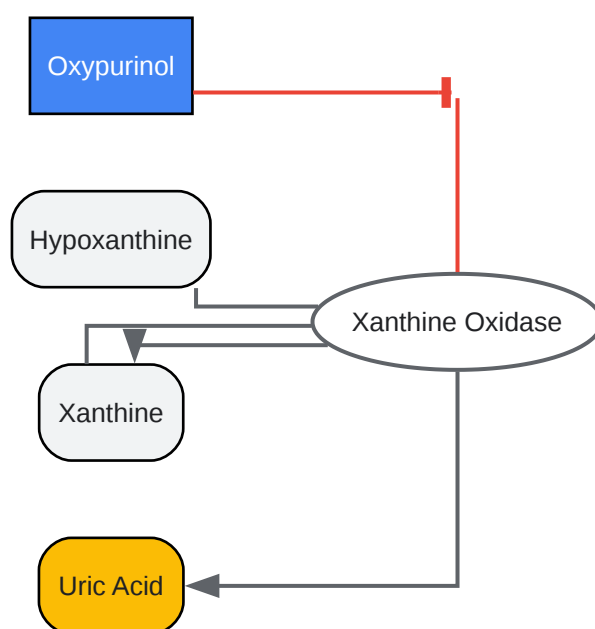 Oxypurinol
Hypoxanthine
Xanthine Oxidase
Xanthine
Uric Acid